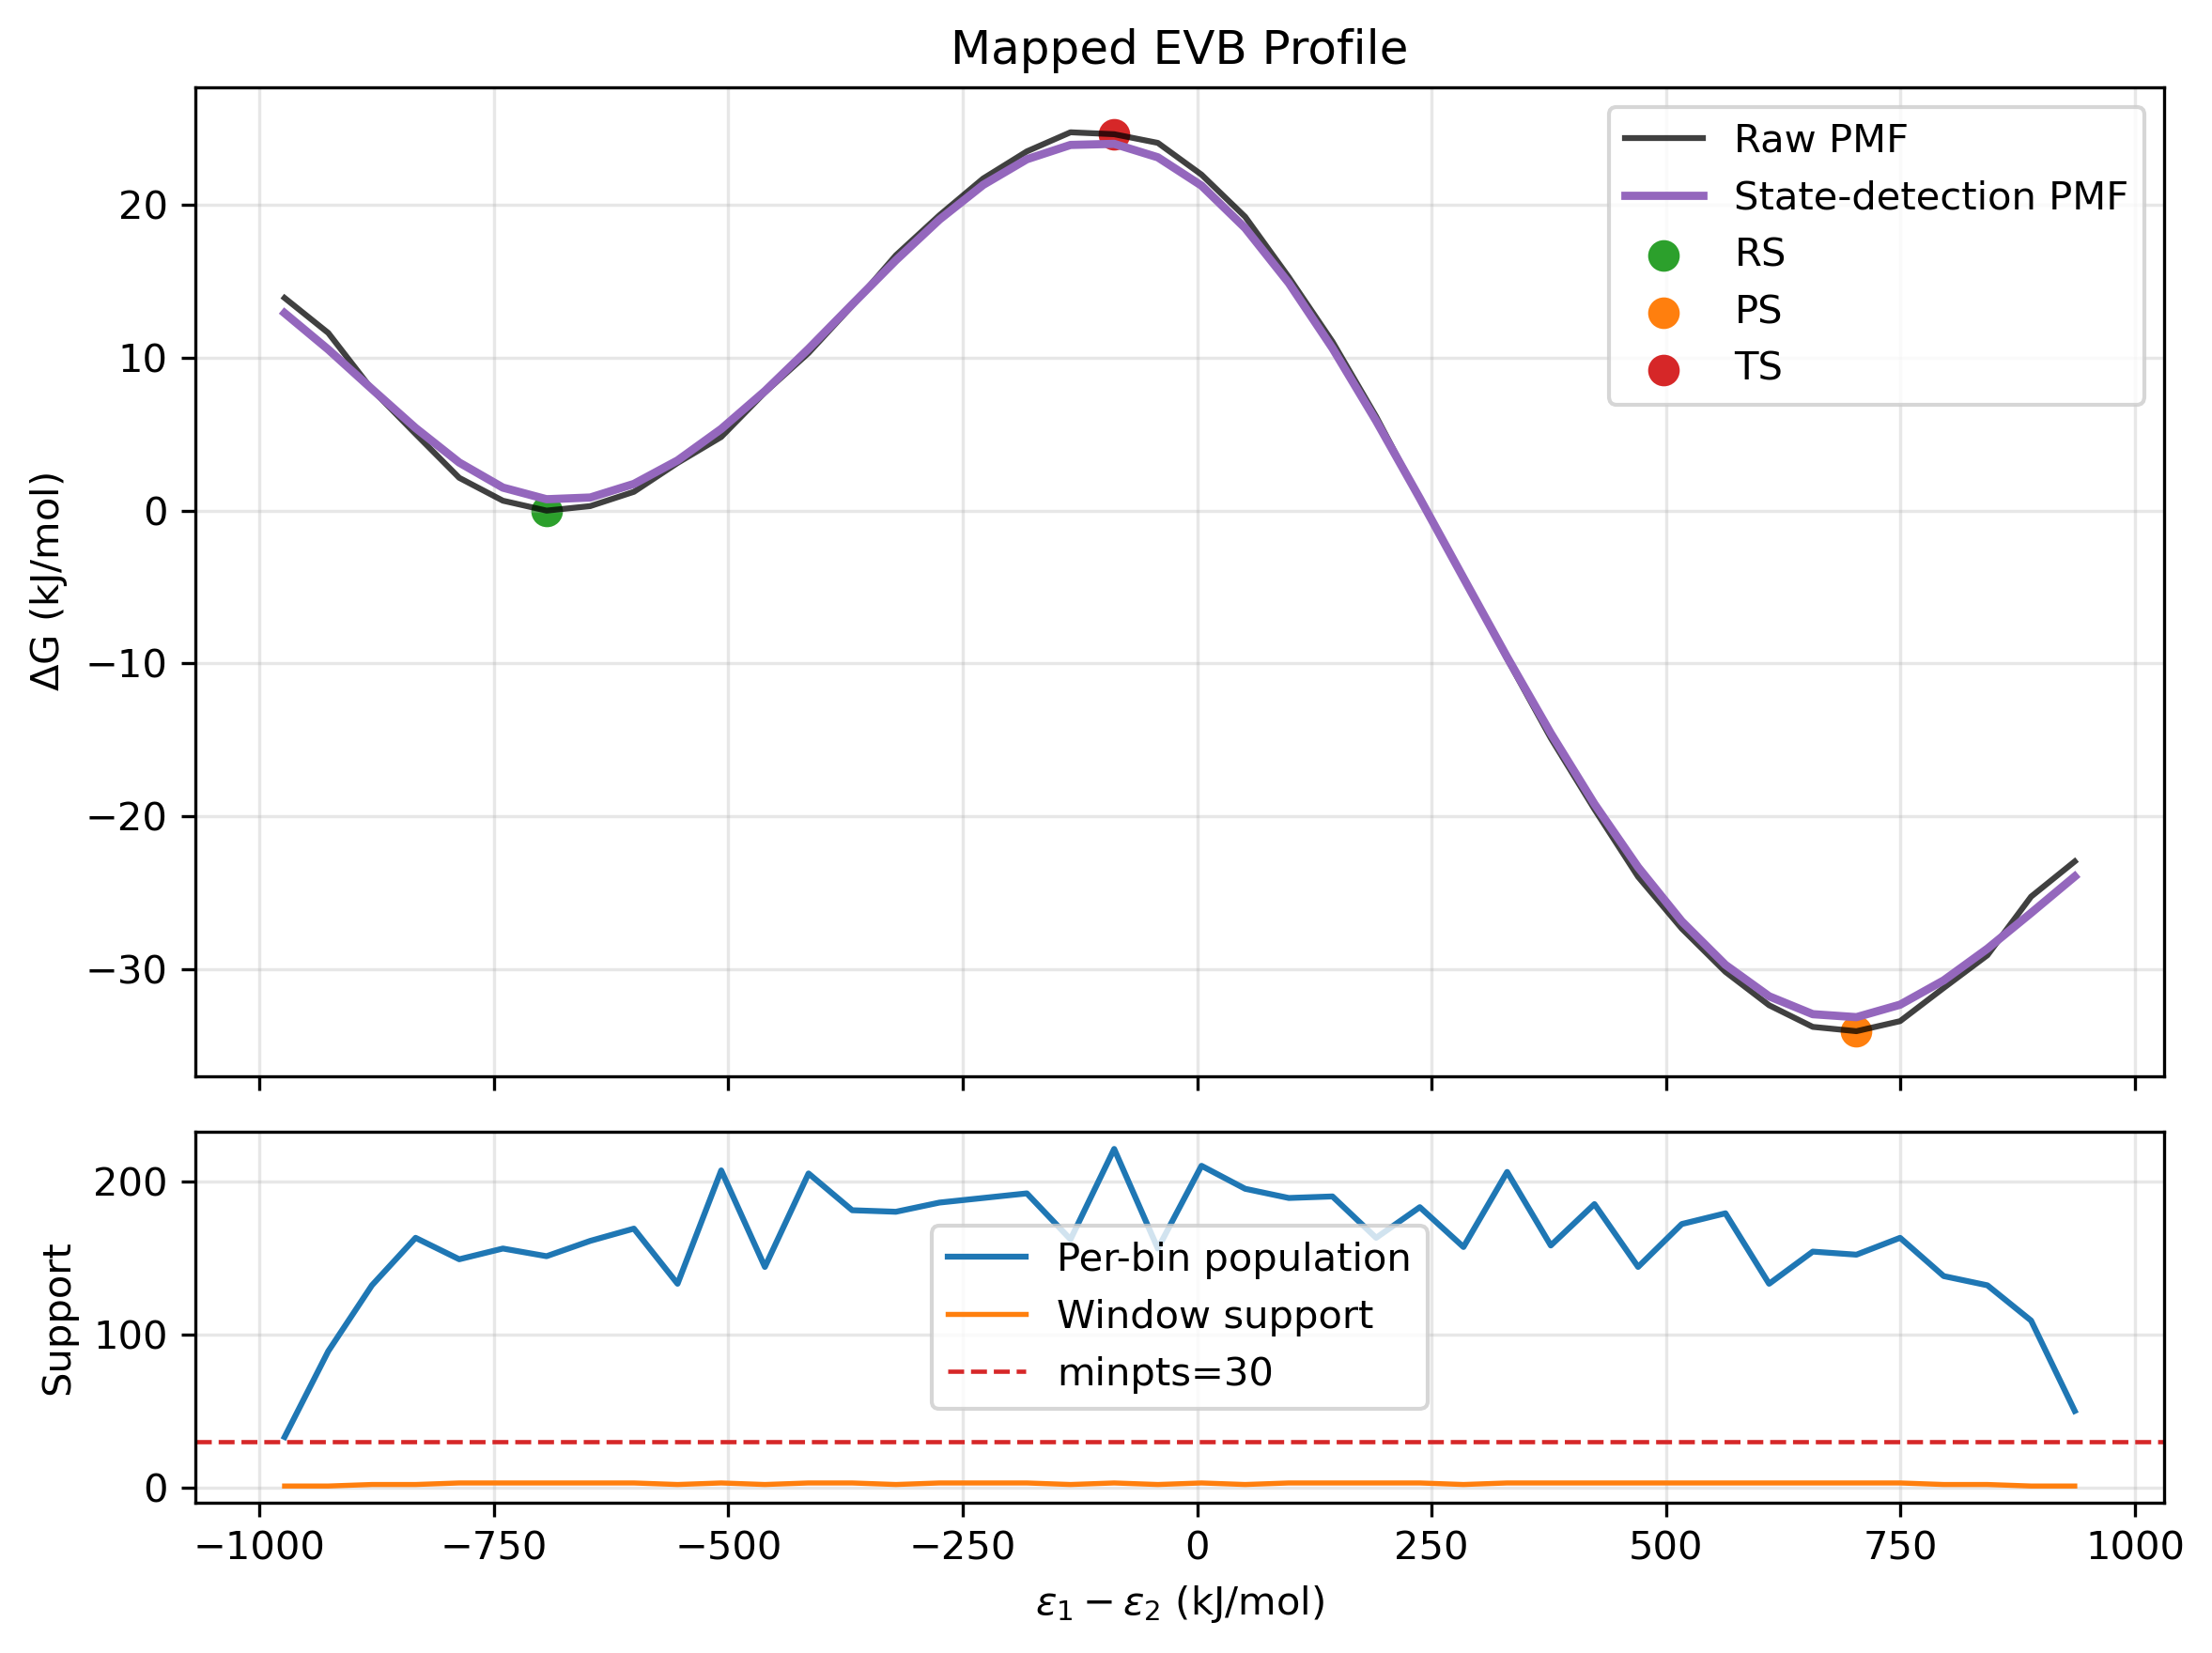 Mapped EVB Profile
Raw PMF
State-detection PMF
RS
PS
TS
ΔG (kJ/mol)
20
10
0
−10
−20
−30
Support
200
100
0
Per-bin population
Window support
minpts=30
−1000 −750 −500 −250 0 250 500 750 1000
ε₁ − ε₂ (kJ/mol)